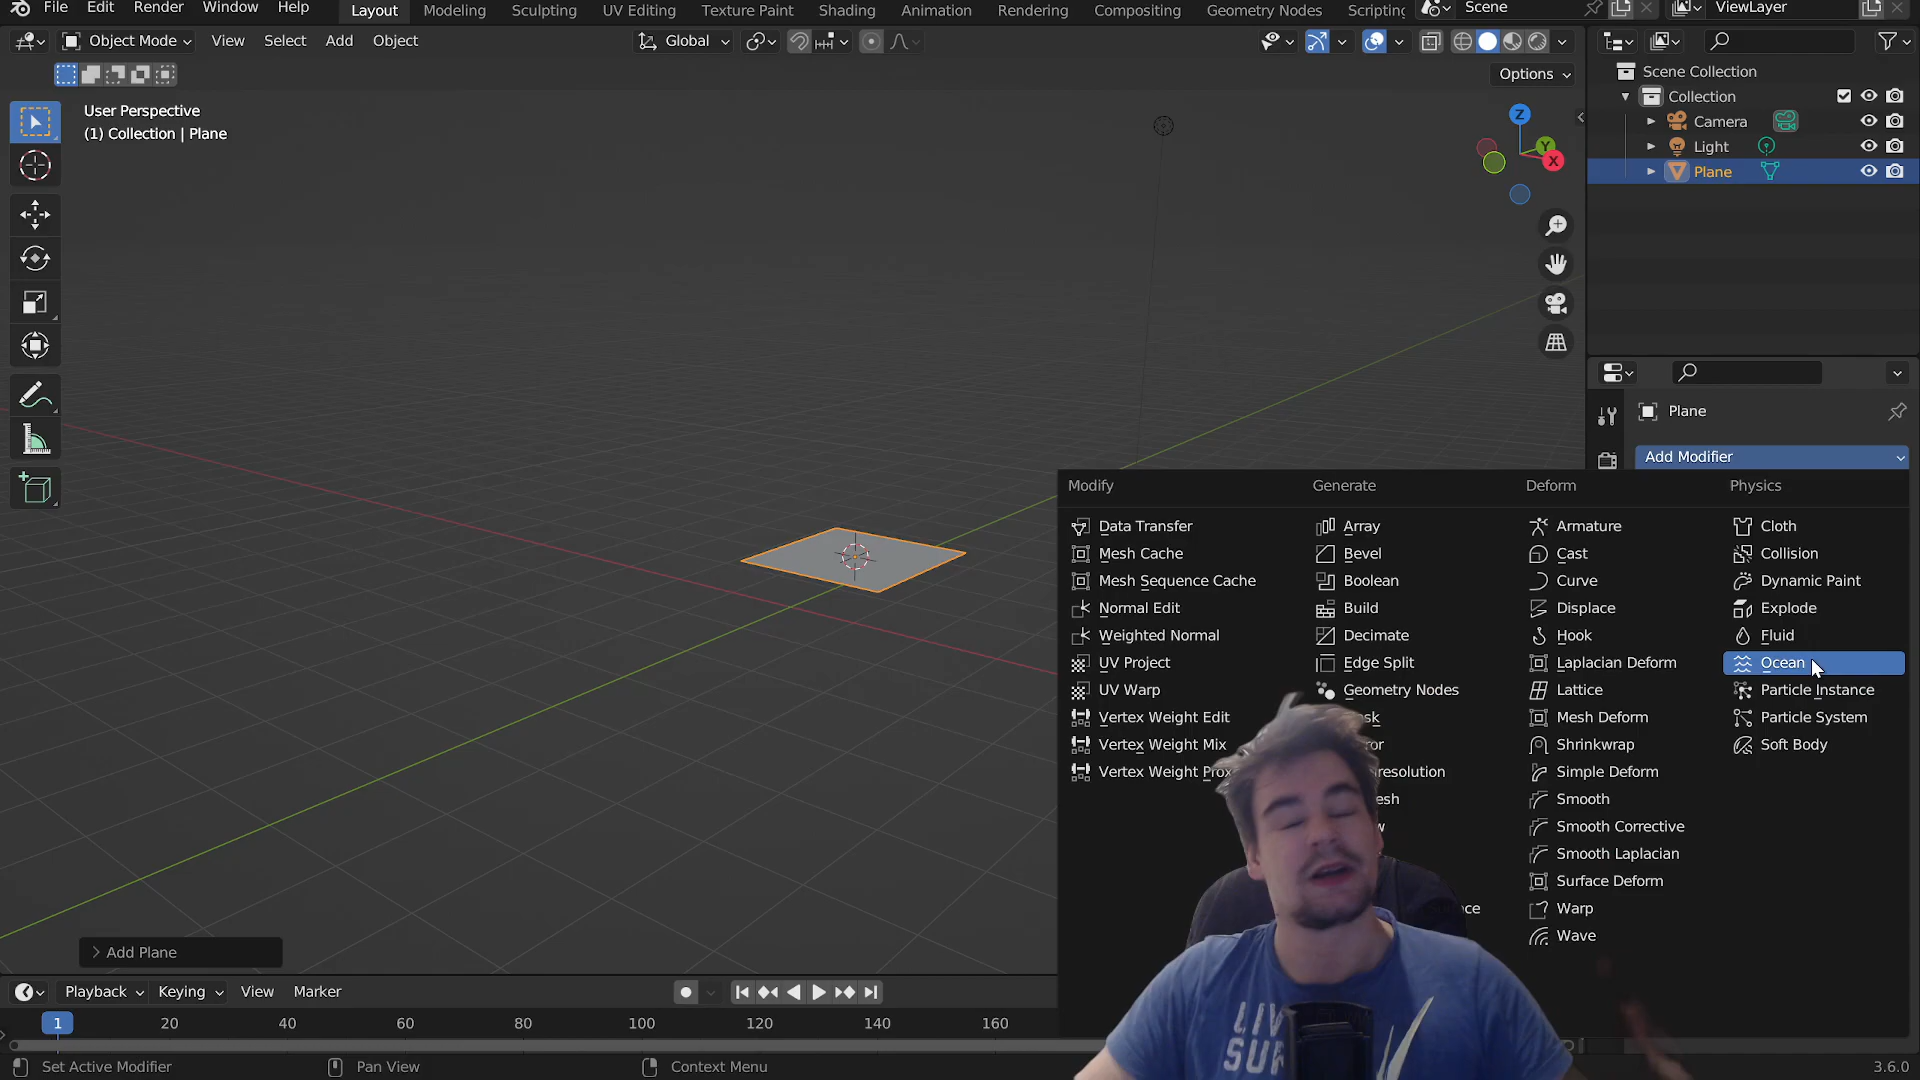 File Edit Render Window Help Layout Modeling Sculpting UV Editing Texture Paint Shading Animation Rendering Compositing Geometry Nodes Scripting Scene ViewLayer
Object Mode View Select Add Object Global
Options
User Perspective
(1) Collection | Plane
Z
Y
X
Scene Collection
Collection
Camera
Light
Plane
Plane
Add Modifier
Modify
Data Transfer
Mesh Cache
Mesh Sequence Cache
Normal Edit
Weighted Normal
UV Project
UV Warp
Vertex Weight Edit
Vertex Weight Mix
Vertex Weight Prox
Generate
Array
Bevel
Boolean
Build
Decimate
Edge Split
Geometry Nodes
Deform
Armature
Cast
Curve
Displace
Hook
Laplacian Deform
Lattice
Mesh Deform
Shrinkwrap
Simple Deform
Smooth
Smooth Corrective
Smooth Laplacian
Surface Deform
Warp
Wave
Physics
Cloth
Collision
Dynamic Paint
Explode
Fluid
Ocean
Particle Instance
Particle System
Soft Body
Add Plane
Playback Keying View Marker
1 20 40 60 80 100 120 140 160
Set Active Modifier Pan View Context Menu 3.6.0